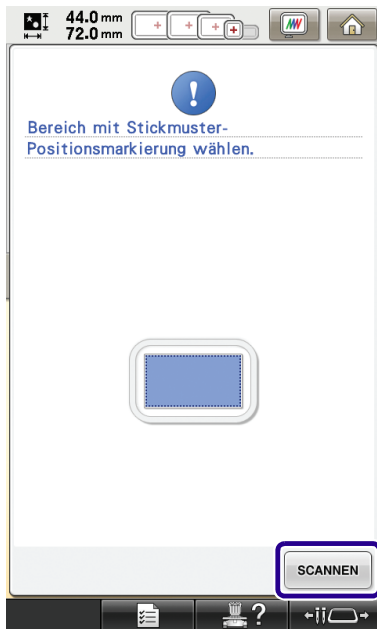 44.0 mm
72.0 mm
Bereich mit Stickmuster-
Positionsmarkierung wählen.
SCANNEN
?